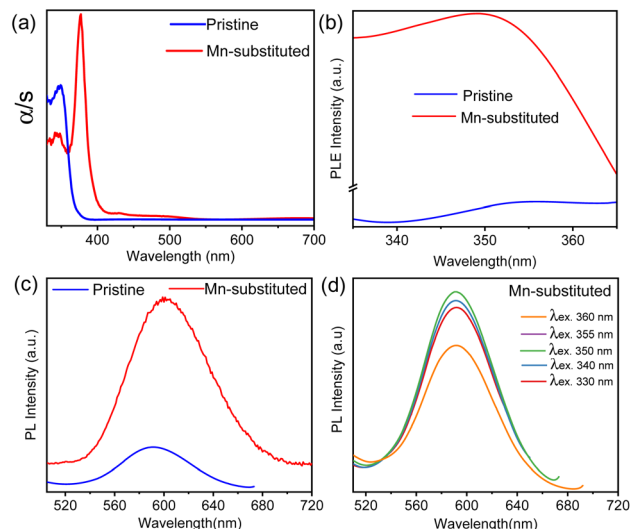 (a)
Pristine
Mn-substituted
α/s
400 500 600 700
Wavelength (nm)
(b)
PLE Intensity (a.u.)
Pristine
Mn-substituted
340 350 360
Wavelength(nm)
(c)
Pristine
Mn-substituted
PL Intensity (a.u.)
520 560 600 640 680 720
Wavelength (nm)
(d)
Mn-substituted
λex. 360 nm
λex. 355 nm
λex. 350 nm
λex. 340 nm
λex. 330 nm
PL Intensity (a.u.)
520 560 600 640 680 720
Wavelength(nm)